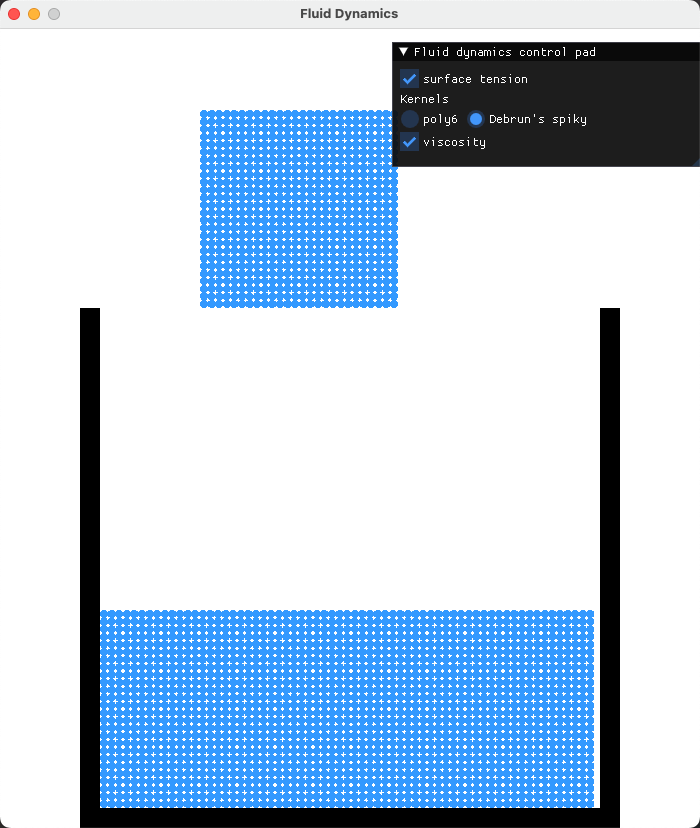 Fluid Dynamics
Fluid dynamics control pad
surface tension
Kernels
poly6 Debrun's spiky
viscosity